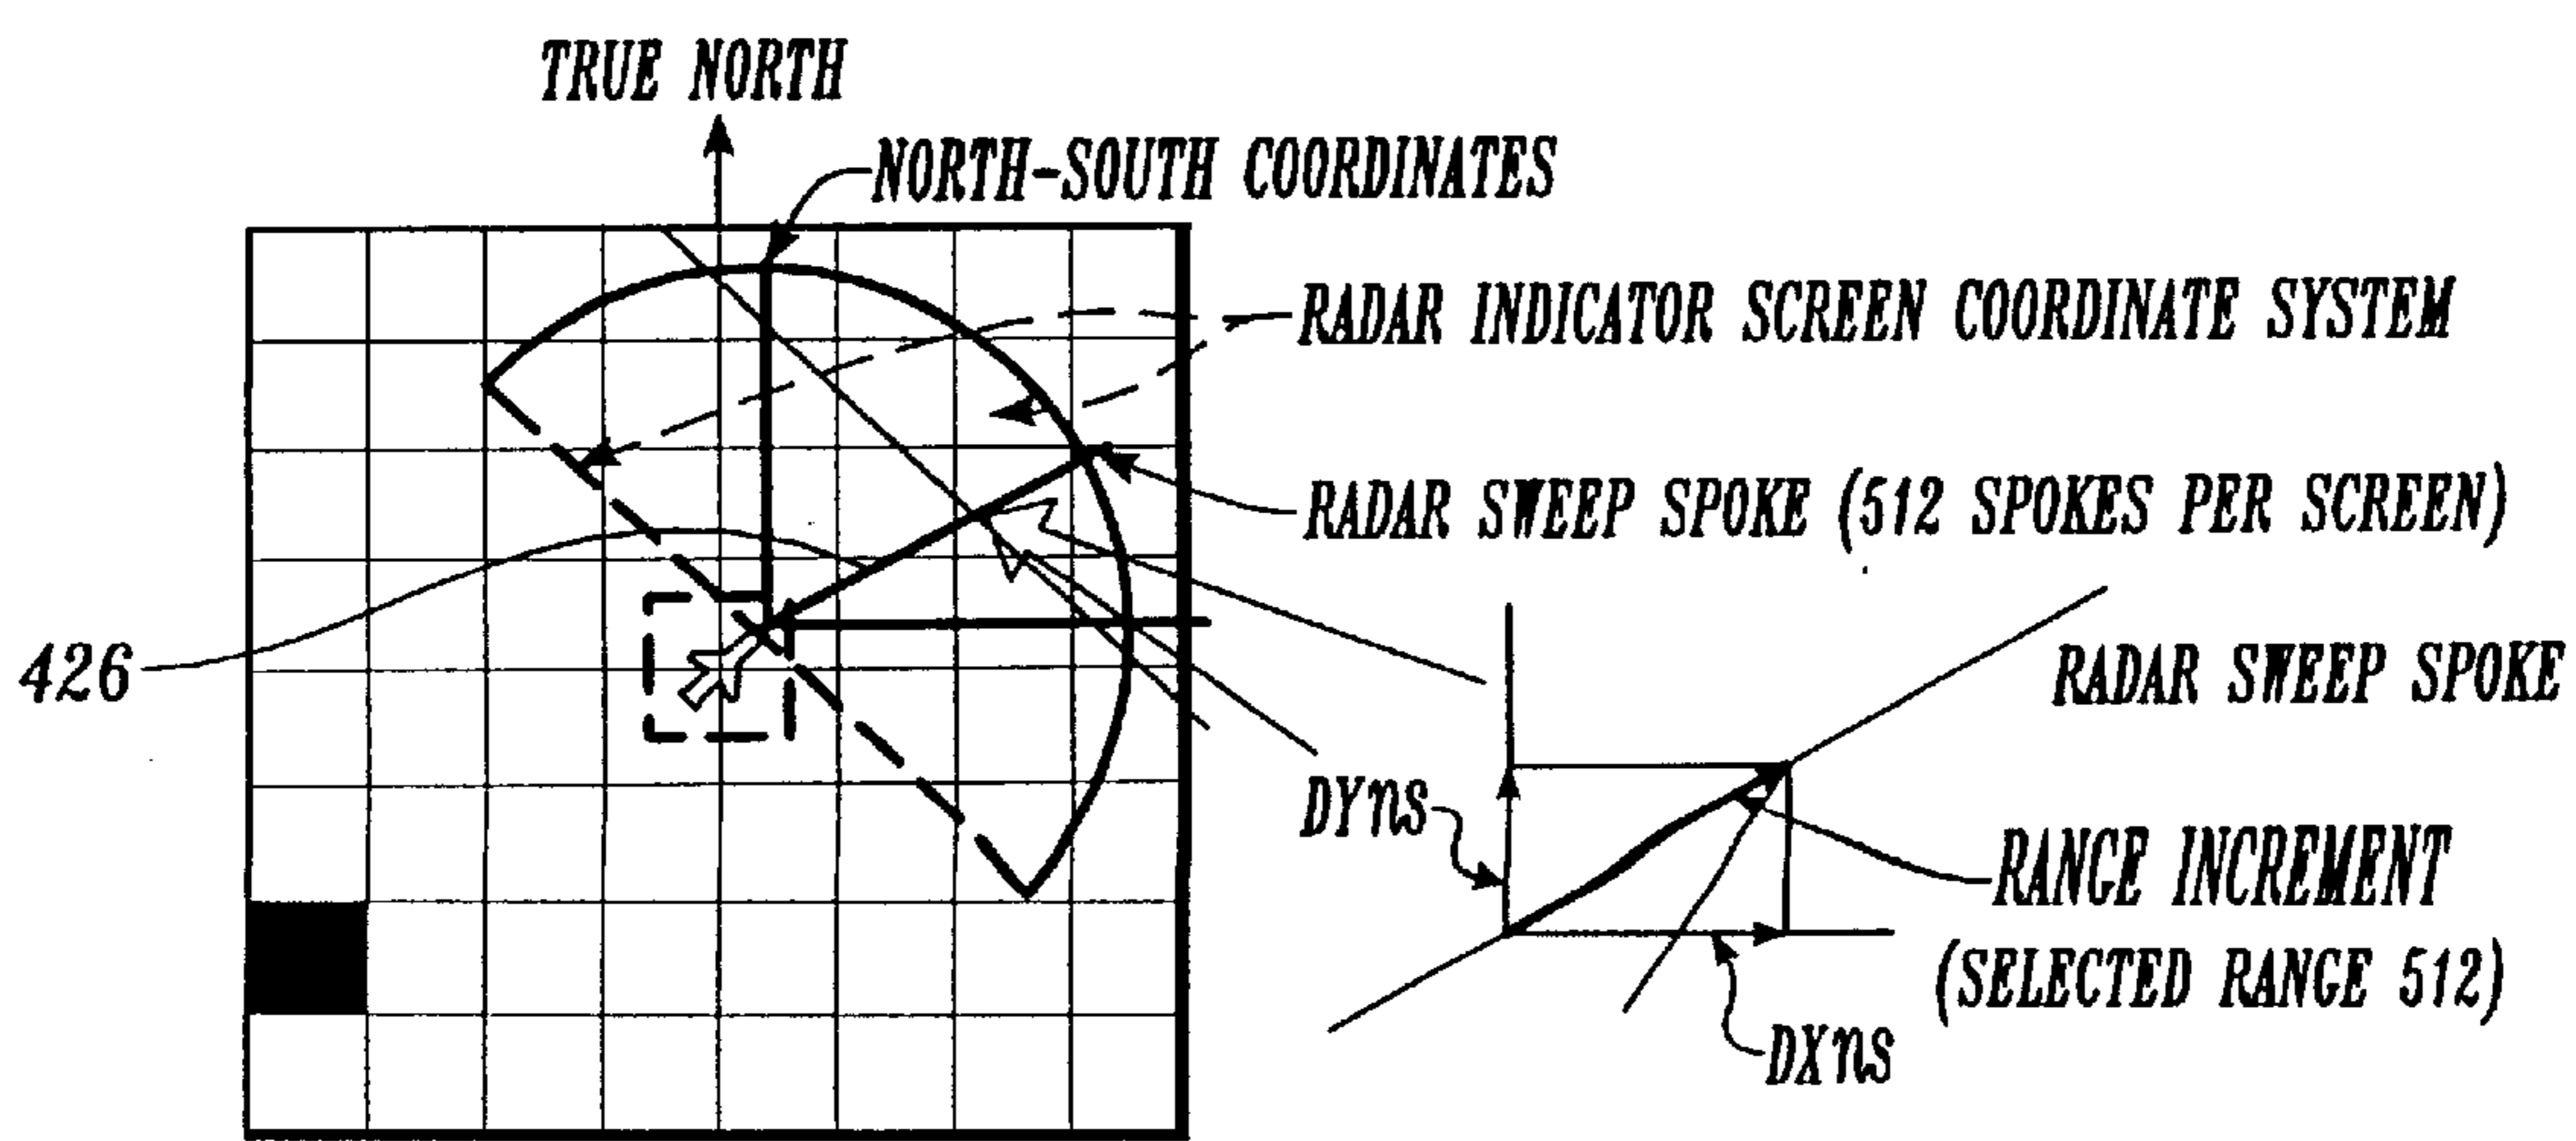 TRUE NORTH
NORTH-SOUTH COORDINATES
RADAR INDICATOR SCREEN COORDINATE SYSTEM
RADAR SWEEP SPOKE (512 SPOKES PER SCREEN)
426
RADAR SWEEP SPOKE
DYns
RANGE INCREMENT
(SELECTED RANGE 512)
DXns